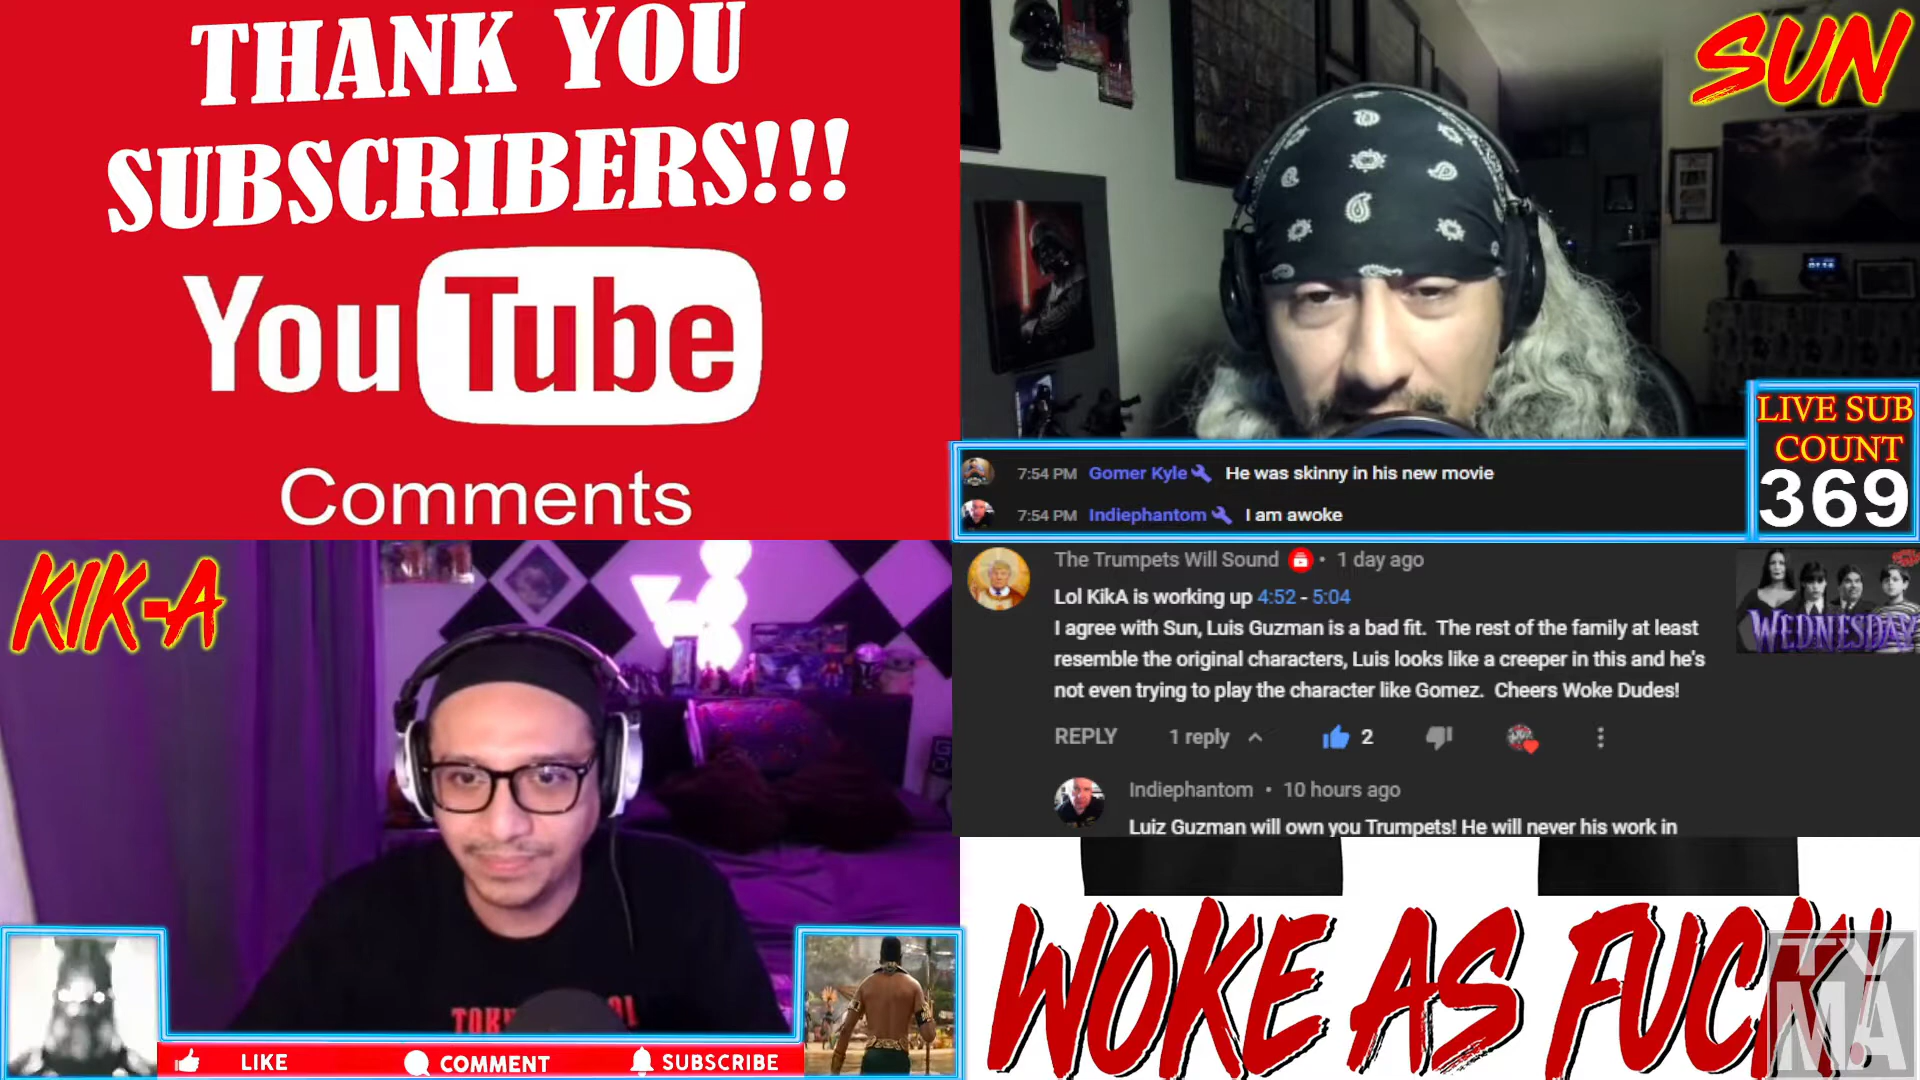 THANK YOU
SUBSCRIBERS!!!
YouTube
Comments
SUN
LIVE SUB
COUNT
369
7:54 PM Gomer Kyle He was skinny in his new movie
7:54 PM Indiephantom I am awoke
KIK-A
The Trumpets Will Sound • 1 day ago
Lol KikA is working up 4:52 - 5:04
I agree with Sun, Luis Guzman is a bad fit. The rest of the family at least
resemble the original characters, Luis looks like a creeper in this and he's
not even trying to play the character like Gomez. Cheers Woke Dudes!
REPLY 1 reply 2
Indiephantom • 10 hours ago
Luiz Guzman will own you Trumpets! He will never his work in
WEDNESDAY
LIKE COMMENT SUBSCRIBE
WOKE AS FUCK!
TY
MA